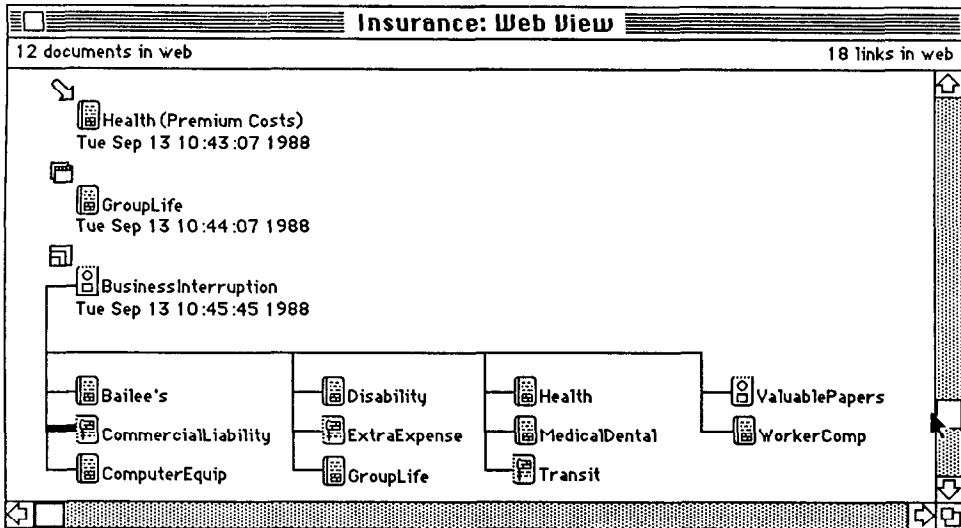 Insurance: Web View
12 documents in web 18 links in web
Health (Premium Costs)
Tue Sep 13 10:43:07 1988
GroupLife
Tue Sep 13 10:44:07 1988
BusinessInterruption
Tue Sep 13 10:45:45 1988
Bailee's Disability Health ValuablePapers
CommercialLiability ExtraExpense MedicalDental WorkerComp
ComputerEquip GroupLife Transit